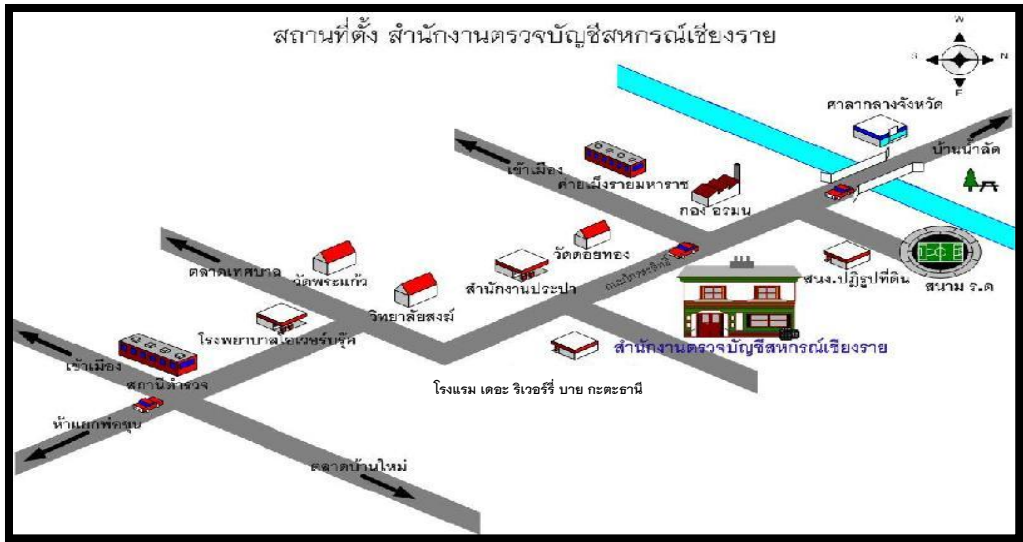 สถานที่ตั้ง สำนักงานตรวจบัญชีสหกรณ์เชียงราย
W
S
N
E
ศาลากลางจังหวัด
บ้านน้ำลัด
เข้าเมือง
ค่ายเม็งรายมหาราช
กอง อรมน
วัดดอยทอง
สนง.ปฏิรูปที่ดิน
สนาม ร.ด
ตลาดเทศบาล
วัดพระแก้ว
สำนักงานประปา
วิทยาลัยสงฆ์
โรงพยาบาลโอเวอร์บรุ๊ค
สำนักงานตรวจบัญชีสหกรณ์เชียงราย
เข้าเมือง
สถานีตำรวจ
โรงแรม เดอะ ริเวอร์รี่ บาย กะตะธานี
ห้าแยกพ่อขุน
ตลาดบ้านใหม่